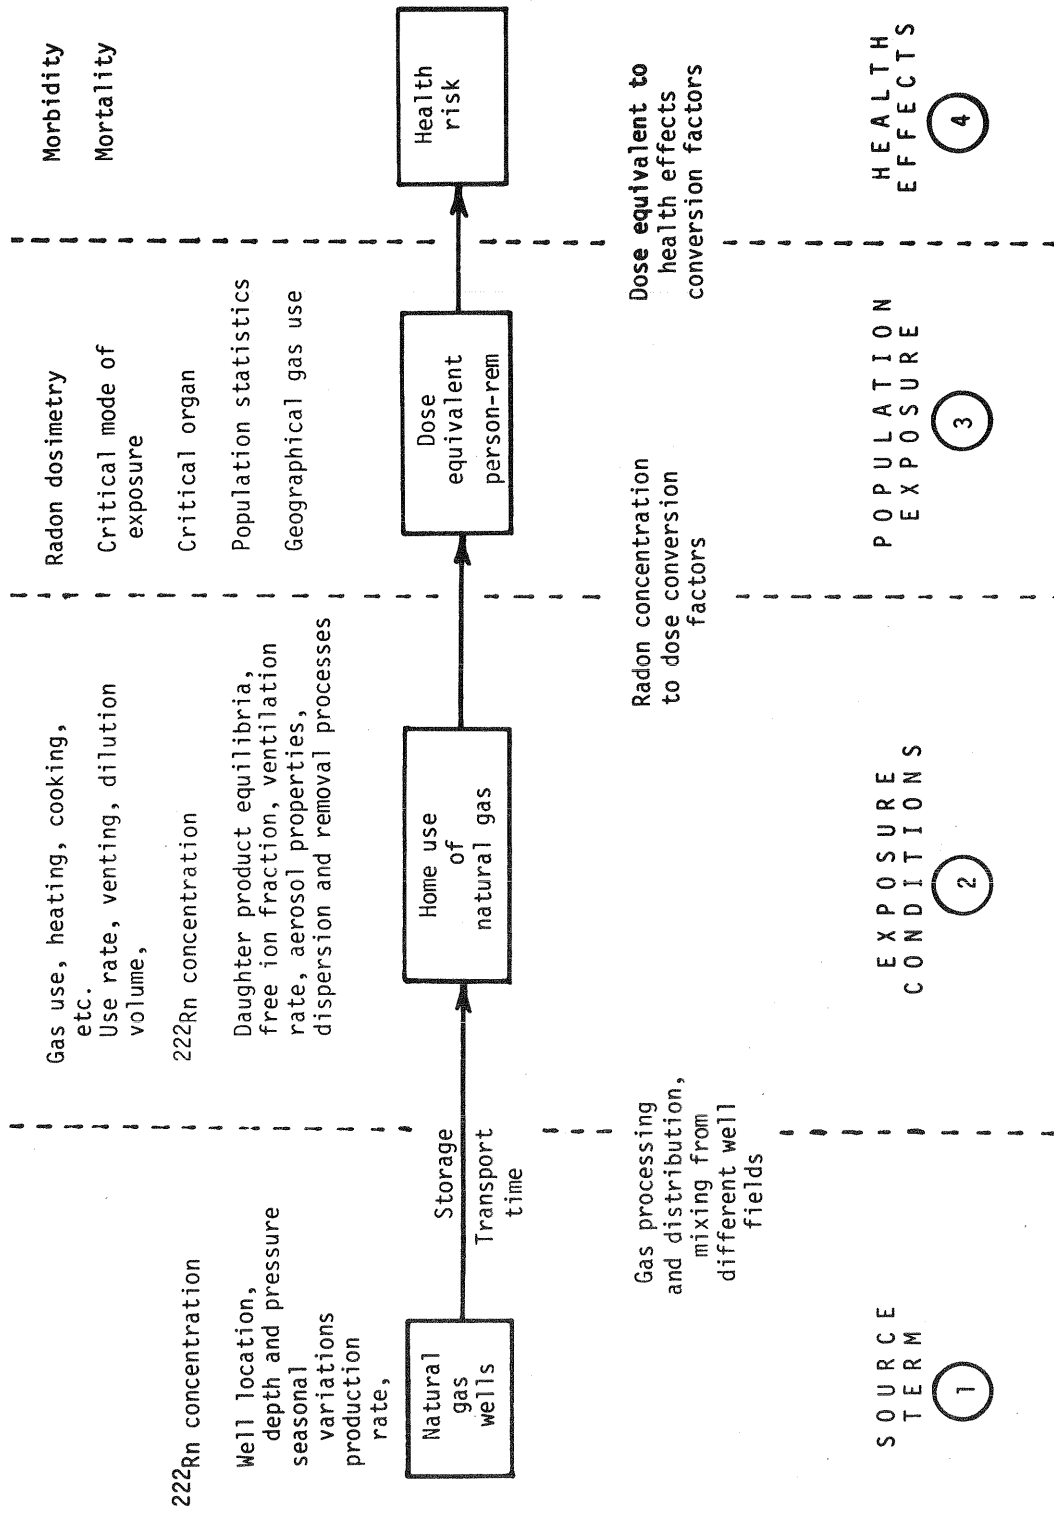 222Rn concentration
Well location,
depth and pressure
seasonal
variations
production
rate,
Natural
gas
wells
Storage
Transport
time
Gas processing
and distribution,
mixing from
different well
fields
SOURCE
TERM
1
Gas use, heating, cooking,
etc.
Use rate, venting, dilution
volume,
222Rn concentration
Daughter product equilibria,
free ion fraction, ventilation
rate, aerosol properties,
dispersion and removal processes
Home use
of
natural gas
EXPOSURE
CONDITIONS
2
Radon concentration
to dose conversion
factors
Radon dosimetry
Critical mode of
exposure
Critical organ
Population statistics
Geographical gas use
Dose
equivalent
person-rem
POPULATION
EXPOSURE
3
Dose equivalent to
health effects
conversion factors
Morbidity
Mortality
Health
risk
HEALTH
EFFECTS
4